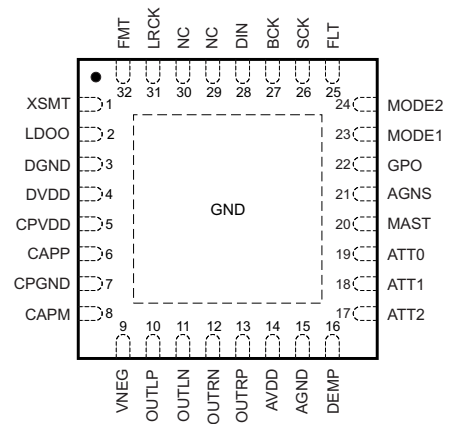 FMT LRCK NC NC DIN BCK SCK FLT
32 31 30 29 28 27 26 25
XSMT 1 24 MODE2
LDOO 2 23 MODE1
DGND 3 22 GPO
DVDD 4 21 AGNS
CPVDD 5 20 MAST
CAPP 6 19 ATT0
CPGND 7 18 ATT1
CAPM 8 17 ATT2
GND
9 10 11 12 13 14 15 16
VNEG OUTLP OUTLN OUTRN OUTRP AVDD AGND DEMP